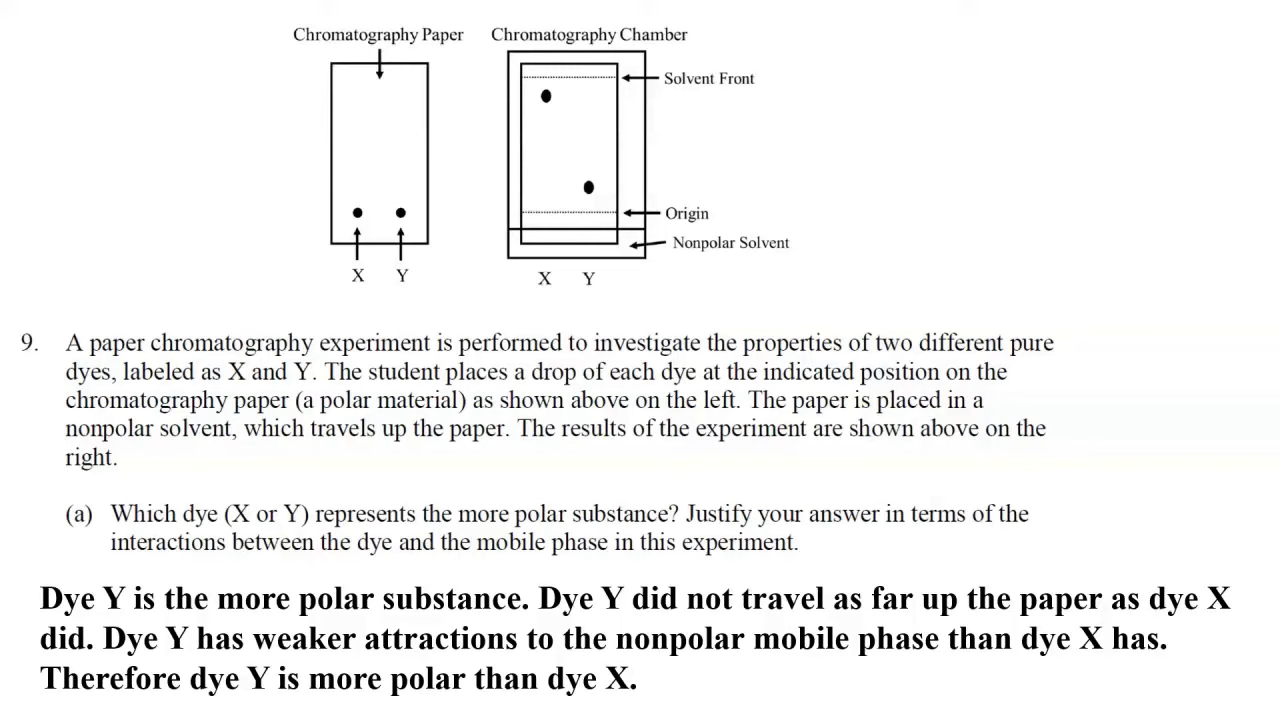 Chromatography Paper Chromatography Chamber
Solvent Front
Origin
Nonpolar Solvent
X Y X Y
9. A paper chromatography experiment is performed to investigate the properties of two different pure
dyes, labeled as X and Y. The student places a drop of each dye at the indicated position on the
chromatography paper (a polar material) as shown above on the left. The paper is placed in a
nonpolar solvent, which travels up the paper. The results of the experiment are shown above on the
right.
(a) Which dye (X or Y) represents the more polar substance? Justify your answer in terms of the
interactions between the dye and the mobile phase in this experiment.
Dye Y is the more polar substance. Dye Y did not travel as far up the paper as dye X
did. Dye Y has weaker attractions to the nonpolar mobile phase than dye X has.
Therefore dye Y is more polar than dye X.